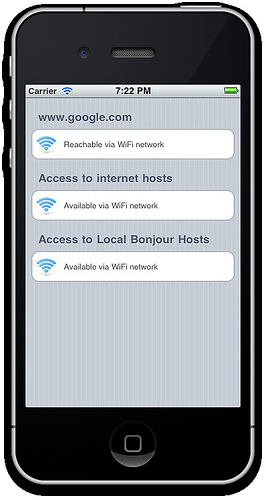 Carrier 7:22 PM
www.google.com
Reachable via WiFi network
Access to internet hosts
Available via WiFi network
Access to Local Bonjour Hosts
Available via WiFi network